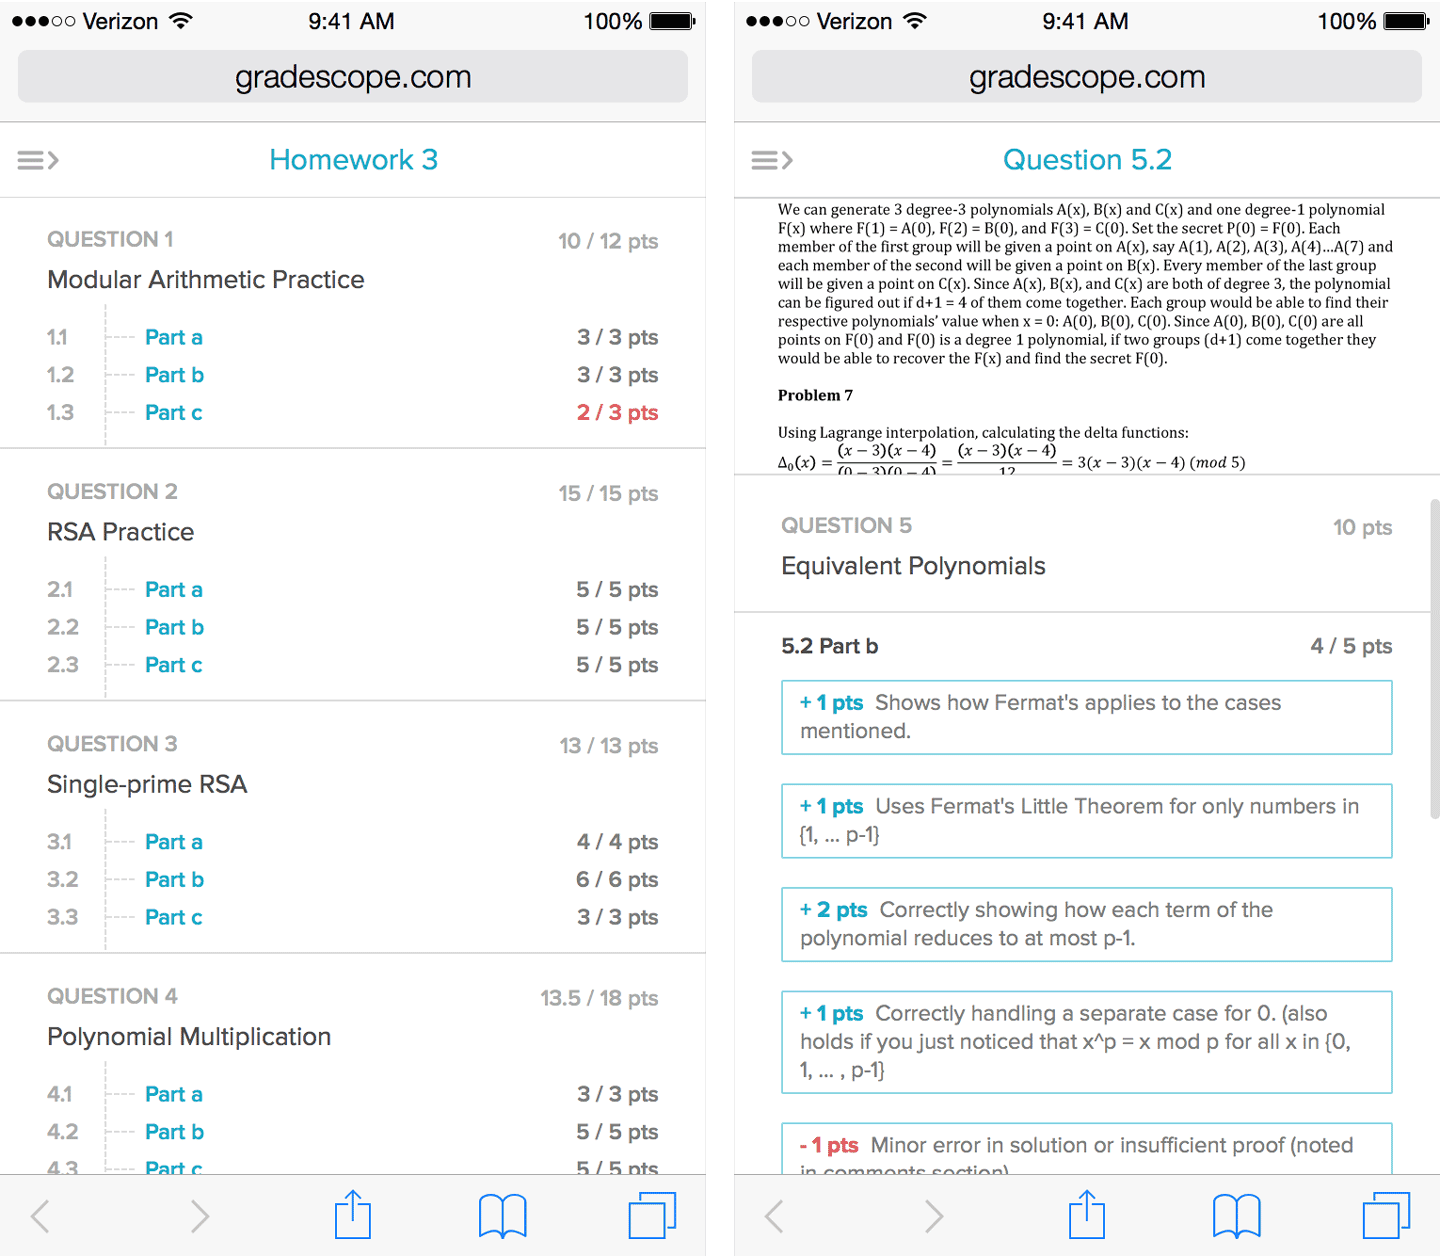 Verizon 9:41 AM 100%
gradescope.com
Homework 3
QUESTION 1 10 / 12 pts
Modular Arithmetic Practice
1.1 Part a 3 / 3 pts
1.2 Part b 3 / 3 pts
1.3 Part c 2 / 3 pts
QUESTION 2 15 / 15 pts
RSA Practice
2.1 Part a 5 / 5 pts
2.2 Part b 5 / 5 pts
2.3 Part c 5 / 5 pts
QUESTION 3 13 / 13 pts
Single-prime RSA
3.1 Part a 4 / 4 pts
3.2 Part b 6 / 6 pts
3.3 Part c 3 / 3 pts
QUESTION 4 13.5 / 18 pts
Polynomial Multiplication
4.1 Part a 3 / 3 pts
4.2 Part b 5 / 5 pts
4.3 Part c 5 / 5 pts
Verizon 9:41 AM 100%
gradescope.com
Question 5.2
We can generate 3 degree-3 polynomials A(x), B(x) and C(x) and one degree-1 polynomial
F(x) where F(1) = A(0), F(2) = B(0), and F(3) = C(0). Set the secret P(0) = F(0). Each
member of the first group will be given a point on A(x), say A(1), A(2), A(3), A(4)...A(7) and
each member of the second will be given a point on B(x). Every member of the last group
will be given a point on C(x). Since A(x), B(x), and C(x) are both of degree 3, the polynomial
can be figured out if d+1 = 4 of them come together. Each group would be able to find their
respective polynomials' value when x = 0: A(0), B(0), C(0). Since A(0), B(0), C(0) are all
points on F(0) and F(0) is a degree 1 polynomial, if two groups (d+1) come together they
would be able to recover the F(x) and find the secret F(0).
Problem 7
Using Lagrange interpolation, calculating the delta functions:
Δ₀(x) = (x − 3)(x − 4) / (0 − 3)(0 − 4) = (x − 3)(x − 4) / 12 = 3(x − 3)(x − 4) (mod 5)
QUESTION 5 10 pts
Equivalent Polynomials
5.2 Part b 4 / 5 pts
+ 1 pts Shows how Fermat's applies to the cases
mentioned.
+ 1 pts Uses Fermat's Little Theorem for only numbers in
{1, ... p-1}
+ 2 pts Correctly showing how each term of the
polynomial reduces to at most p-1.
+ 1 pts Correctly handling a separate case for 0. (also
holds if you just noticed that x^p = x mod p for all x in {0,
1, ... , p-1}
- 1 pts Minor error in solution or insufficient proof (noted
in comments section)